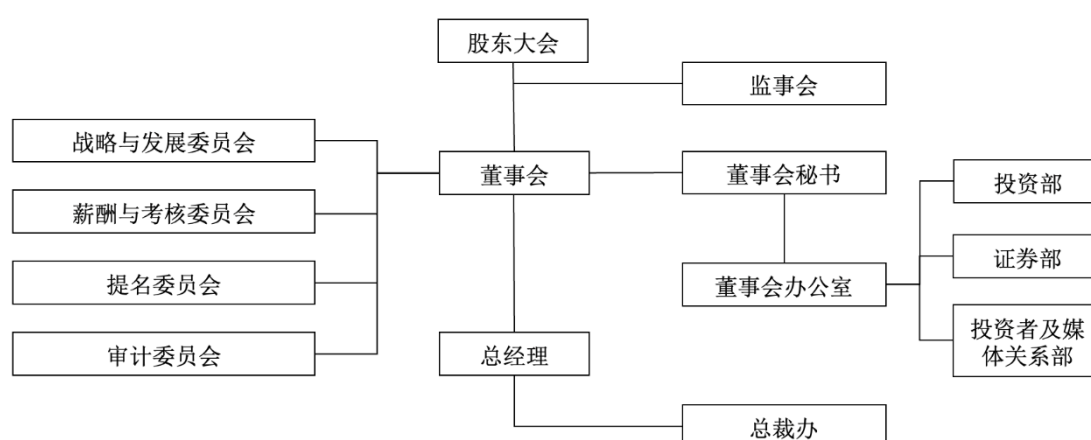 股东大会
监事会
战略与发展委员会
董事会
董事会秘书
投资部
薪酬与考核委员会
提名委员会
董事会办公室
证券部
审计委员会
总经理
投资者及媒
体关系部
总裁办